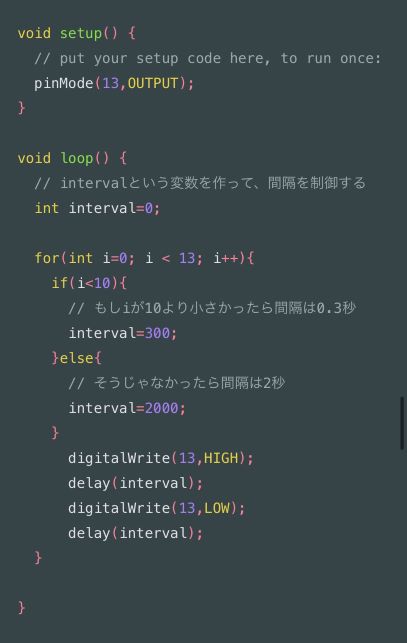 void setup() {
  // put your setup code here, to run once:
  pinMode(13,OUTPUT);
}

void loop() {
  // intervalという変数を作って、間隔を制御する
  int interval=0;

  for(int i=0; i < 13; i++){
    if(i<10){
      // もしiが10より小さかったら間隔は0.3秒
      interval=300;
    }else{
      // そうじゃなかったら間隔は2秒
      interval=2000;
    }
      digitalWrite(13,HIGH);
      delay(interval);
      digitalWrite(13,LOW);
      delay(interval);
  }

}